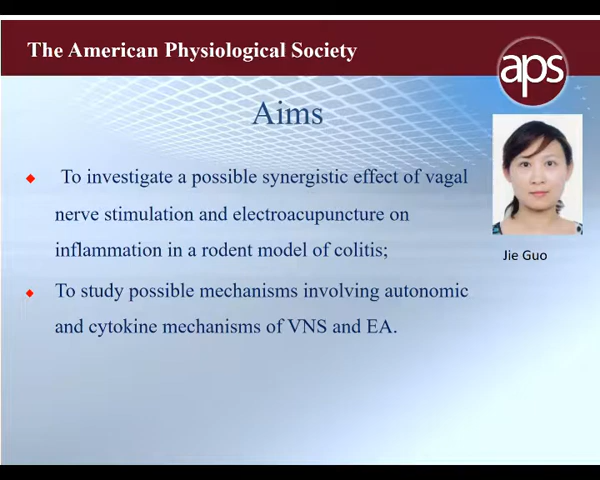 The American Physiological Society
aps
Aims
To investigate a possible synergistic effect of vagal
nerve stimulation and electroacupuncture on
inflammation in a rodent model of colitis;
To study possible mechanisms involving autonomic
and cytokine mechanisms of VNS and EA.
Jie Guo